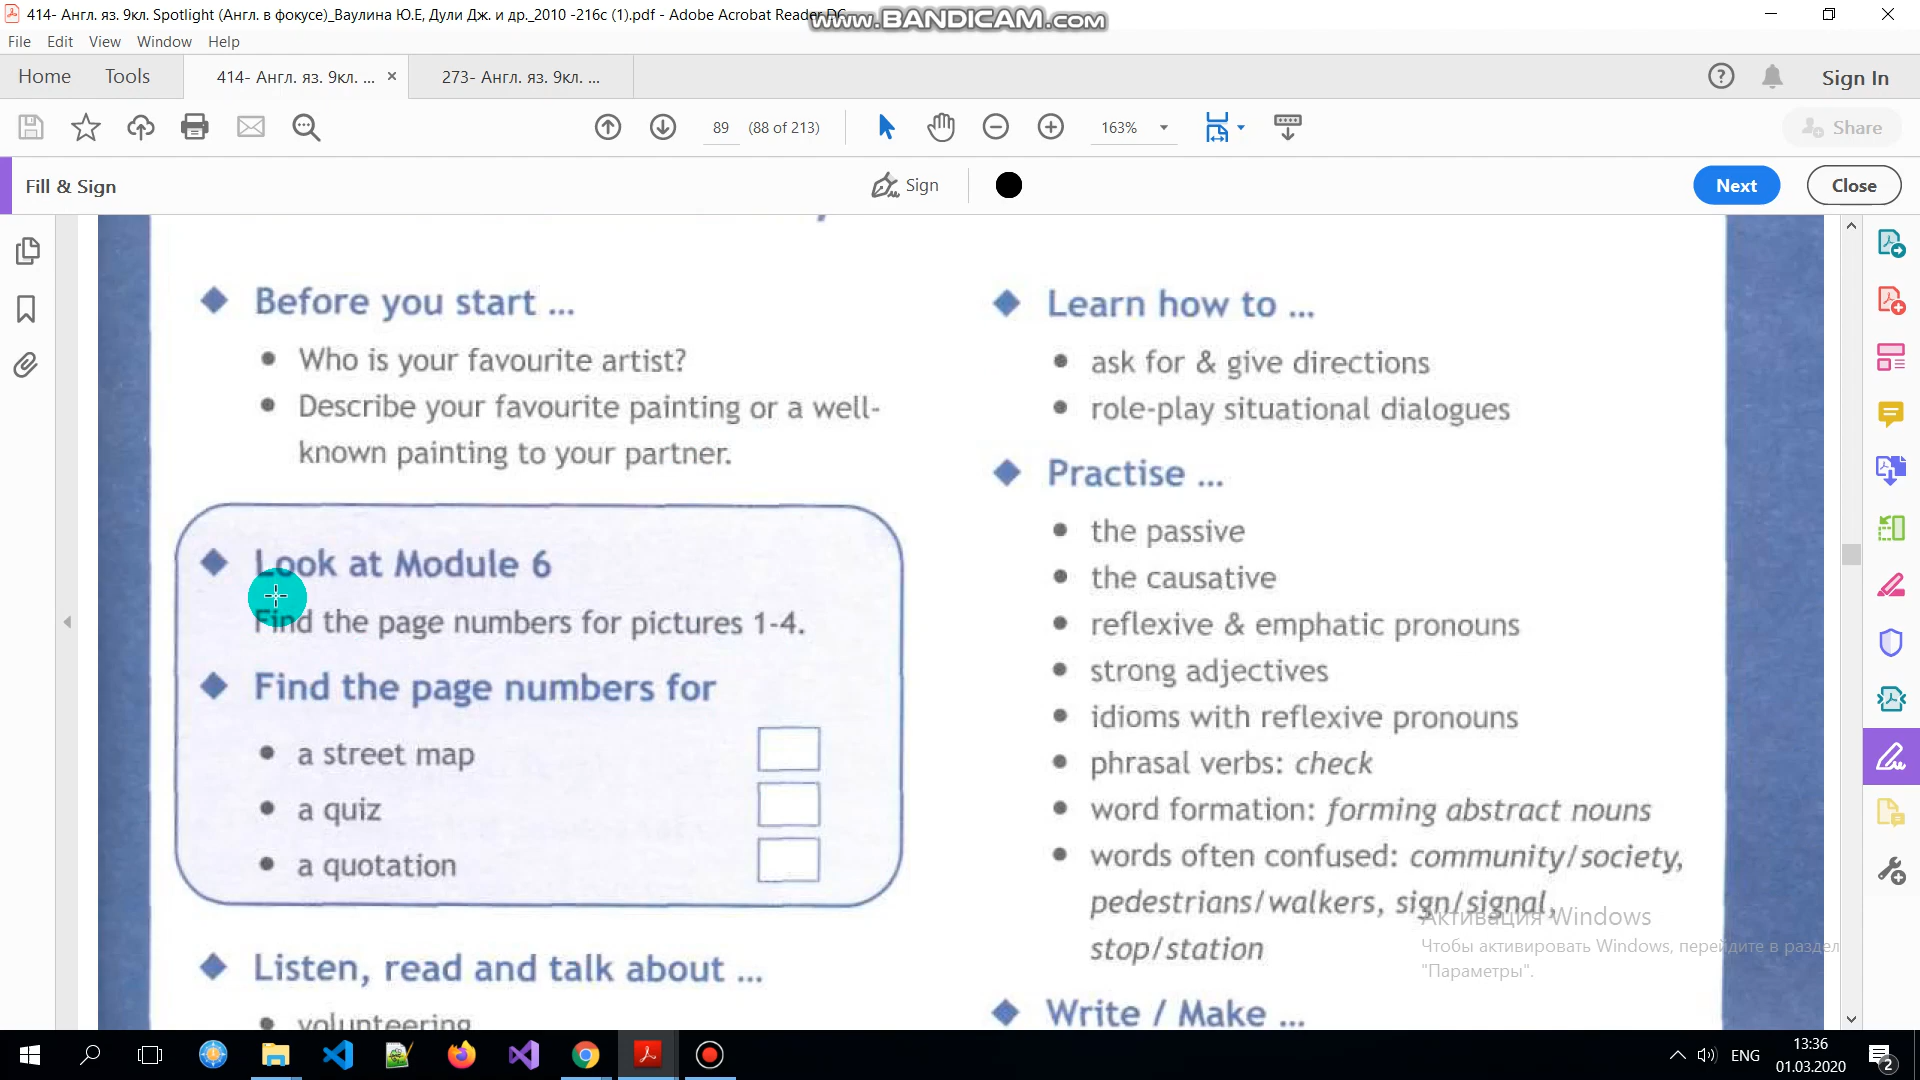 414- Англ. яз. 9кл. Spotlight (Англ. в фокусе)_Ваулина Ю.Е, Дули Дж. и др._2010 -216с (1).pdf - Adobe Acrobat Reader DC
www.BANDICAM.com
File Edit View Window Help
Home Tools 414- Англ. яз. 9кл. ... × 273- Англ. яз. 9кл. ... Sign In
89 (88 of 213) 163% Share
Fill & Sign Sign Next Close
Before you start ...
Who is your favourite artist?
Describe your favourite painting or a well-
known painting to your partner.
Look at Module 6
Find the page numbers for pictures 1-4.
Find the page numbers for
a street map
a quiz
a quotation
Listen, read and talk about ...
volunteering
Learn how to ...
ask for & give directions
role-play situational dialogues
Practise ...
the passive
the causative
reflexive & emphatic pronouns
strong adjectives
idioms with reflexive pronouns
phrasal verbs: check
word formation: forming abstract nouns
words often confused: community/society,
pedestrians/walkers, sign/signal,
stop/station
Write / Make ...
Активация Windows
Чтобы активировать Windows, перейдите в раздел
"Параметры".
ENG
13:36
01.03.2020
2